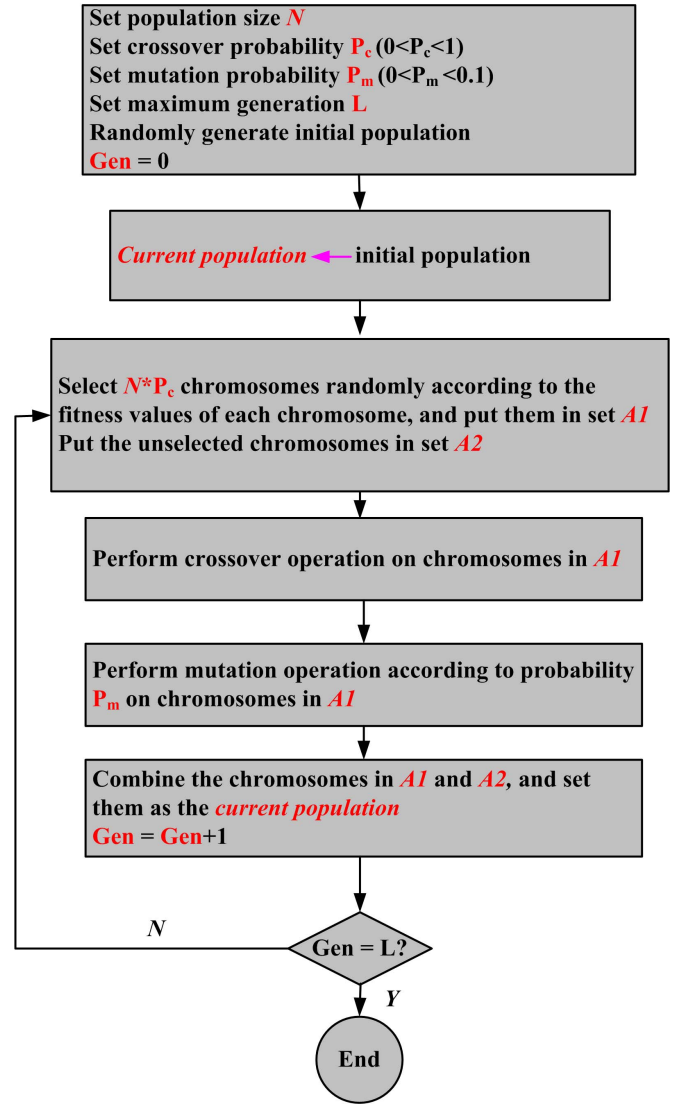 Set population size N
Set crossover probability Pc (0<Pc<1)
Set mutation probability Pm (0<Pm <0.1)
Set maximum generation L
Randomly generate initial population
Gen = 0
Current population ← initial population
Select N*Pc chromosomes randomly according to the
fitness values of each chromosome, and put them in set A1
Put the unselected chromosomes in set A2
Perform crossover operation on chromosomes in A1
Perform mutation operation according to probability
Pm on chromosomes in A1
Combine the chromosomes in A1 and A2, and set
them as the current population
Gen = Gen+1
N
Gen = L?
Y
End